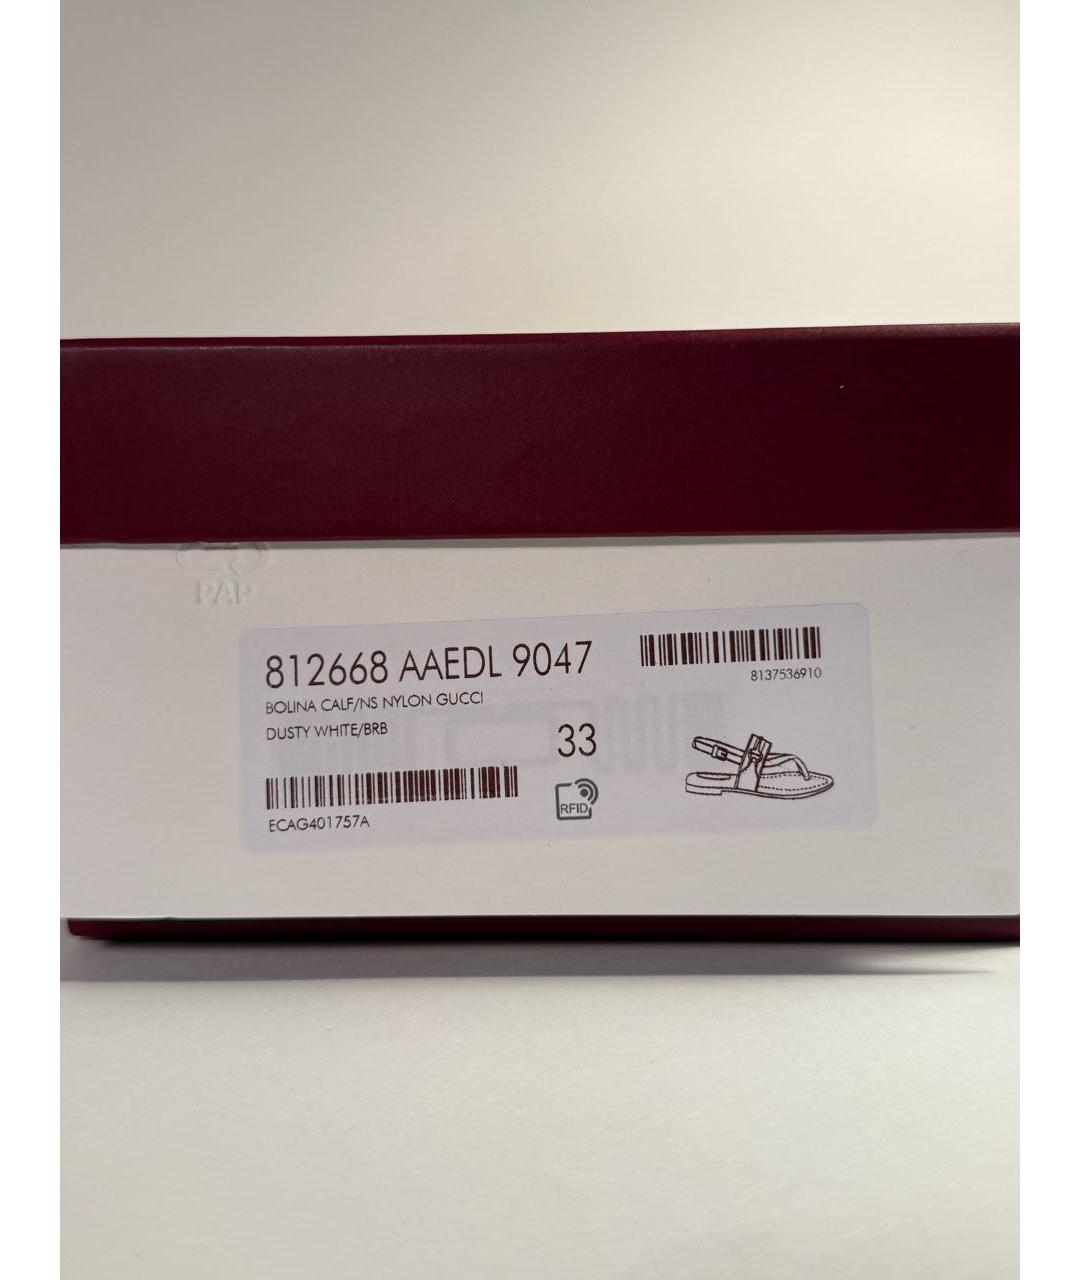 PAP
812668 AAEDL 9047
8137536910
BOLINA CALF/NS NYLON GUCCI
DUSTY WHITE/BRB
33
RFID
ECAG401757A